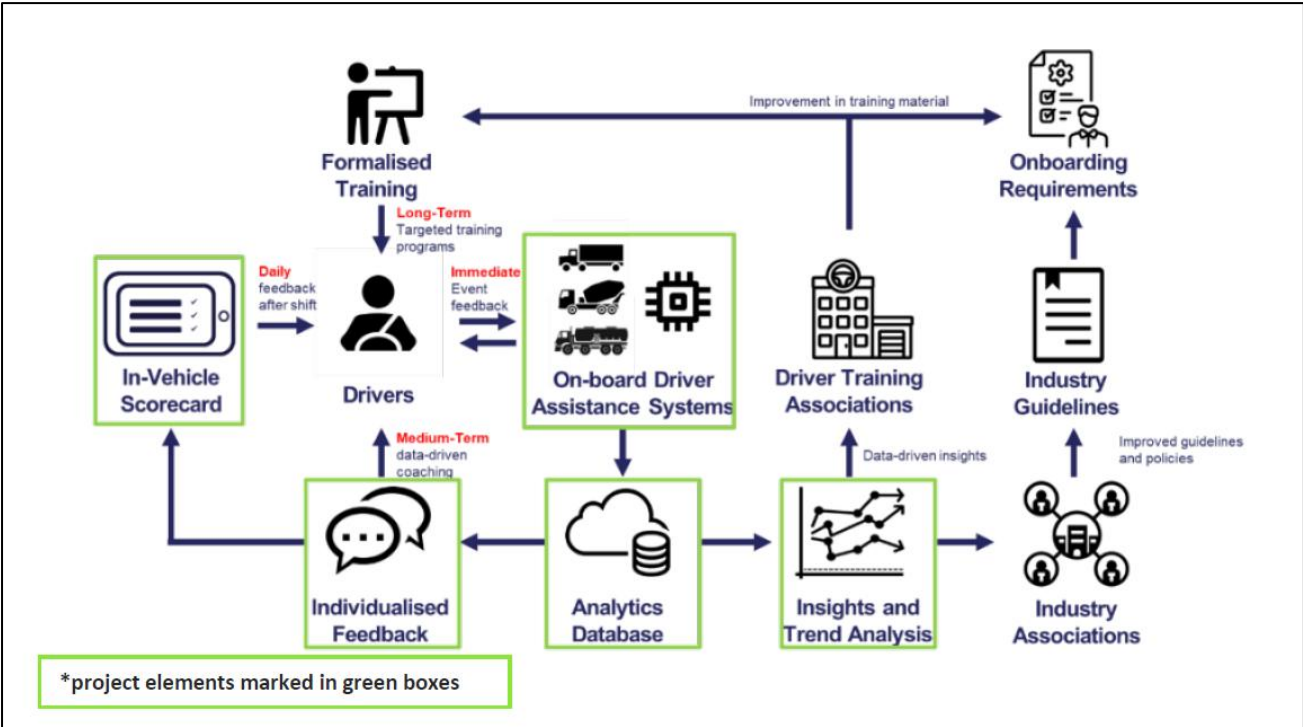 Improvement in training material
Formalised
Training
Onboarding
Requirements
Long-Term
Targeted training
programs
Daily
feedback
after shift
Immediate
Event
feedback
In-Vehicle
Scorecard
Drivers
On-board Driver
Assistance Systems
Driver Training
Associations
Industry
Guidelines
Medium-Term
data-driven
coaching
Data-driven insights
Improved guidelines
and policies
Individualised
Feedback
Analytics
Database
Insights and
Trend Analysis
Industry
Associations
*project elements marked in green boxes